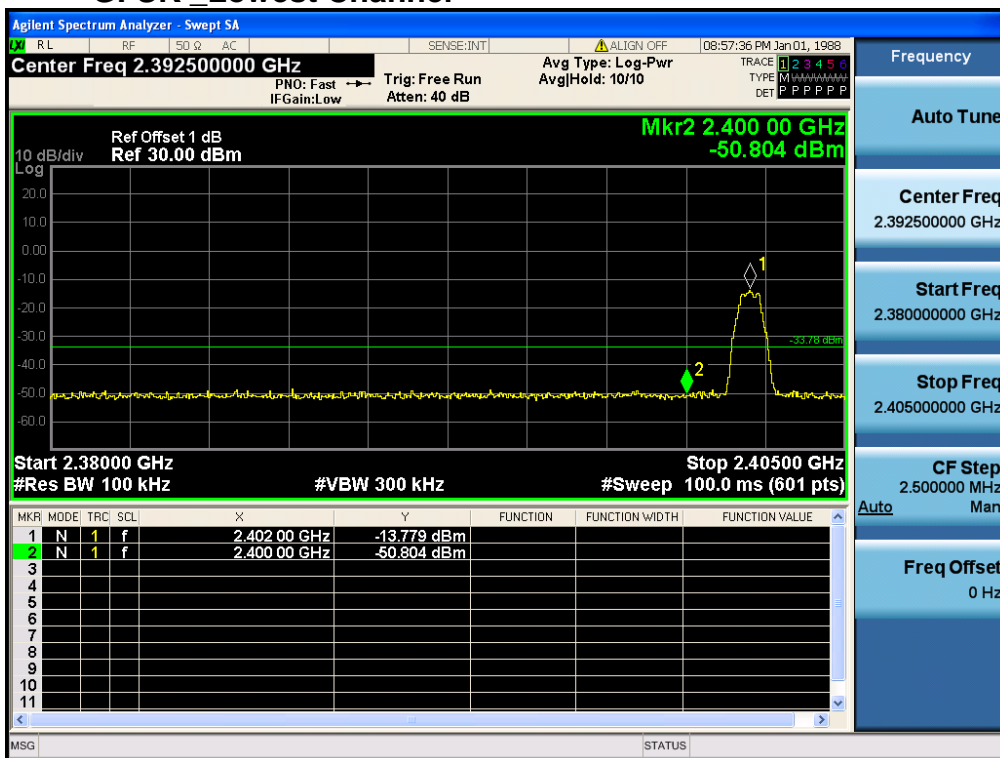 Agilent Spectrum Analyzer - Swept SA
LXI RL RF 50 Ω AC SENSE:INT ALIGN OFF 08:57:36 PM Jan 01, 1988
Center Freq 2.392500000 GHz
PNO: Fast
IFGain:Low
Trig: Free Run
Atten: 40 dB
Avg Type: Log-Pwr
Avg|Hold: 10/10
TRACE 1 2 3 4 5 6
TYPE M
DET P P P P P P
Ref Offset 1 dB
Ref 30.00 dBm
10 dB/div
Log
Mkr2 2.400 00 GHz
-50.804 dBm
20.0
10.0
0.00
-10.0
-20.0
-30.0
-40.0
-50.0
-60.0
1
-33.78 dBm
2
Start 2.38000 GHz Stop 2.40500 GHz
#Res BW 100 kHz #VBW 300 kHz #Sweep 100.0 ms (601 pts)
MKR MODE TRC SCL X Y FUNCTION FUNCTION WIDTH FUNCTION VALUE
1 N 1 f 2.402 00 GHz -13.779 dBm
2 N 1 f 2.400 00 GHz -50.804 dBm
3
4
5
6
7
8
9
10
11
MSG STATUS
Frequency
Auto Tune
Center Freq
2.392500000 GHz
Start Freq
2.380000000 GHz
Stop Freq
2.405000000 GHz
CF Step
2.500000 MHz
Auto Man
Freq Offset
0 Hz